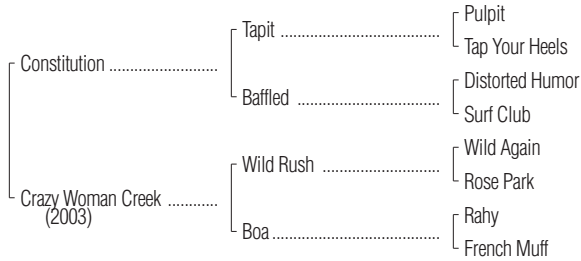 Pulpit
Tapit ....................................
Tap Your Heels
Constitution ........................
Distorted Humor
Baffled ................................
Surf Club
Wild Again
Wild Rush ..........................
Rose Park
Crazy Woman Creek ...........
(2003)
Rahy
Boa .....................................
French Muff